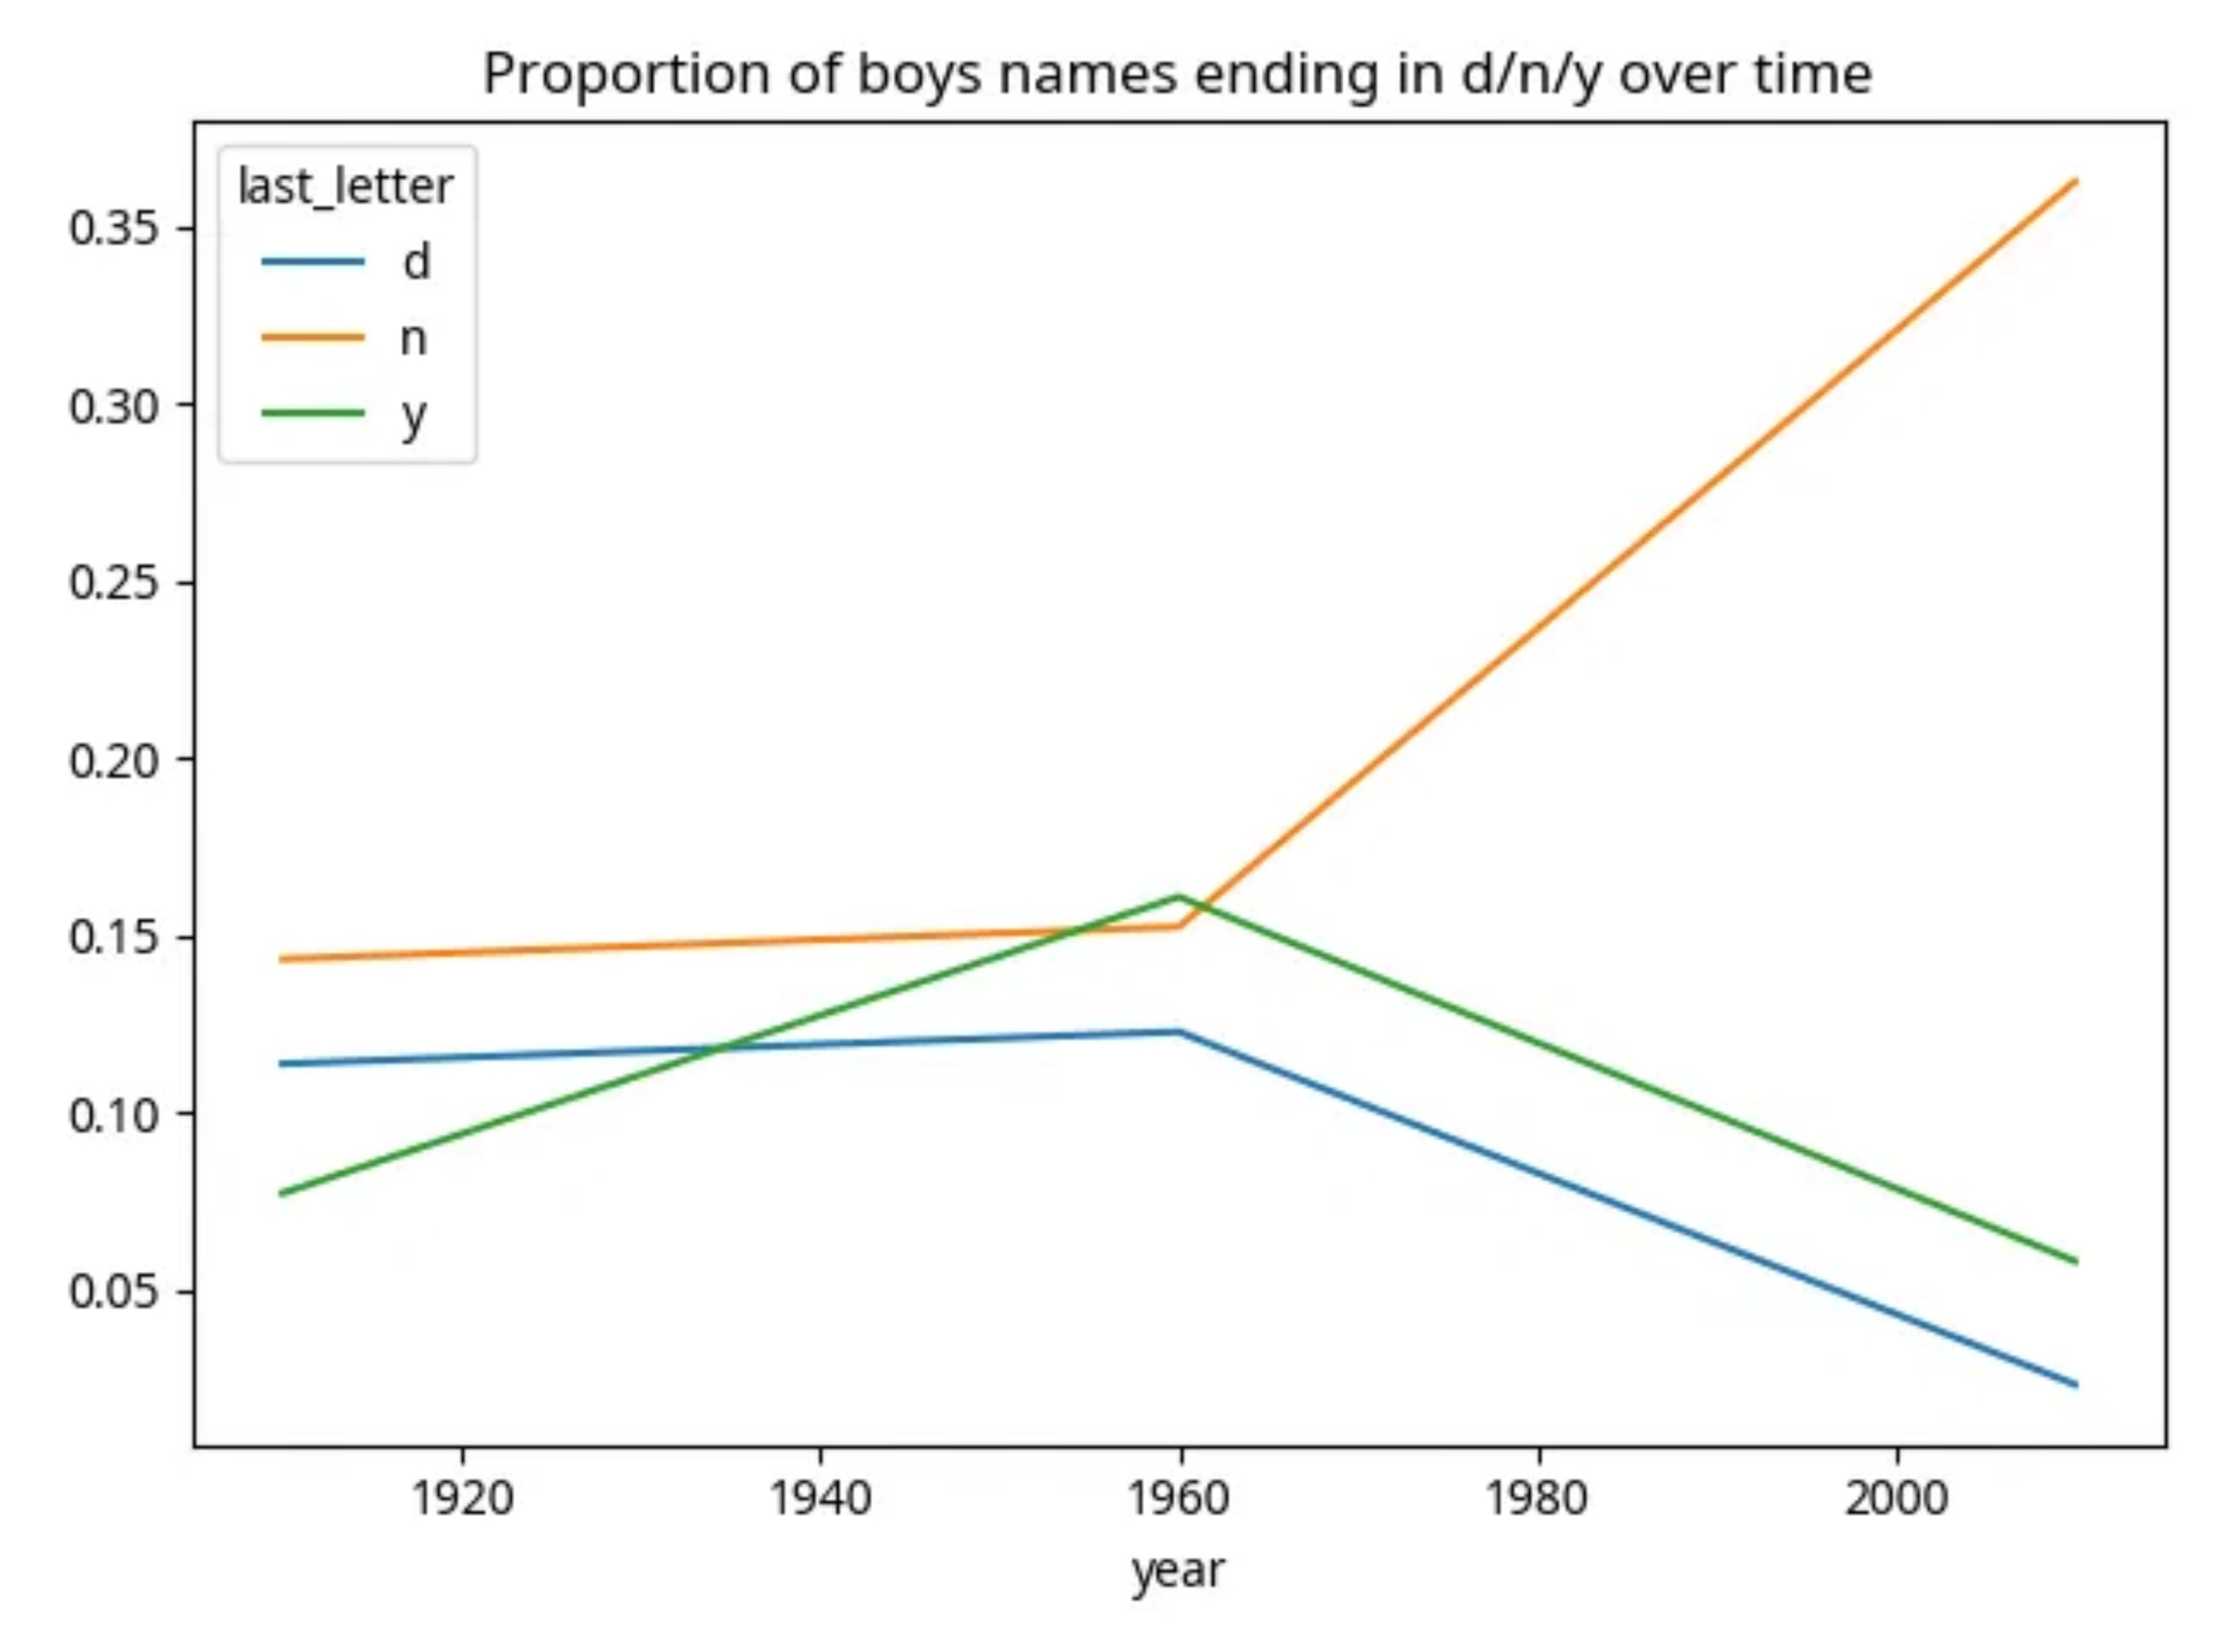 Proportion of boys names ending in d/n/y over time
last_letter
d
n
y
0.35
0.30
0.25
0.20
0.15
0.10
0.05
1920 1940 1960 1980 2000
year